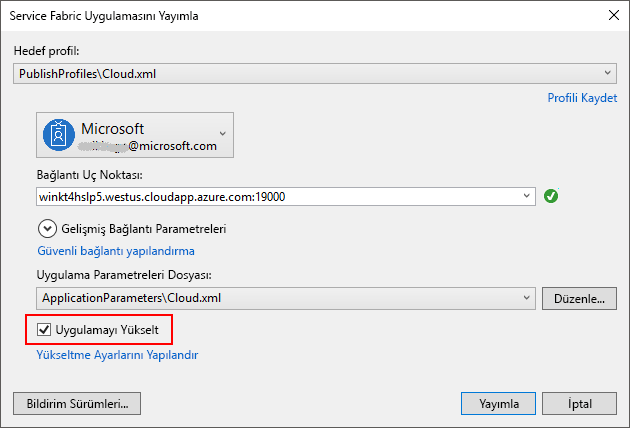 Service Fabric Uygulamasını Yayımla
Hedef profil:
PublishProfiles\Cloud.xml
Profili Kaydet
Microsoft
@microsoft.com
Bağlantı Uç Noktası:
winkt4hslp5.westus.cloudapp.azure.com:19000
Gelişmiş Bağlantı Parametreleri
Güvenli bağlantı yapılandırma
Uygulama Parametreleri Dosyası:
ApplicationParameters\Cloud.xml
Düzenle...
Uygulamayı Yükselt
Yükseltme Ayarlarını Yapılandır
Bildirim Sürümleri...
Yayımla
İptal